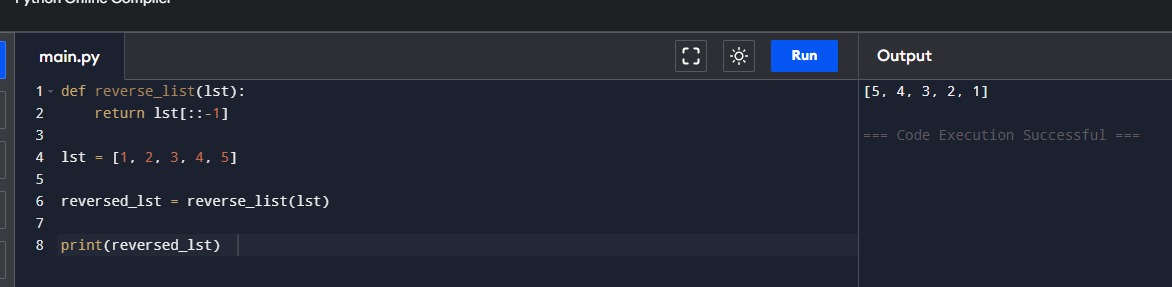 Python Online Compiler
main.py
Run
Output
1 def reverse_list(lst):
2     return lst[::-1]
3
4 lst = [1, 2, 3, 4, 5]
5
6 reversed_lst = reverse_list(lst)
7
8 print(reversed_lst)
[5, 4, 3, 2, 1]
=== Code Execution Successful ===